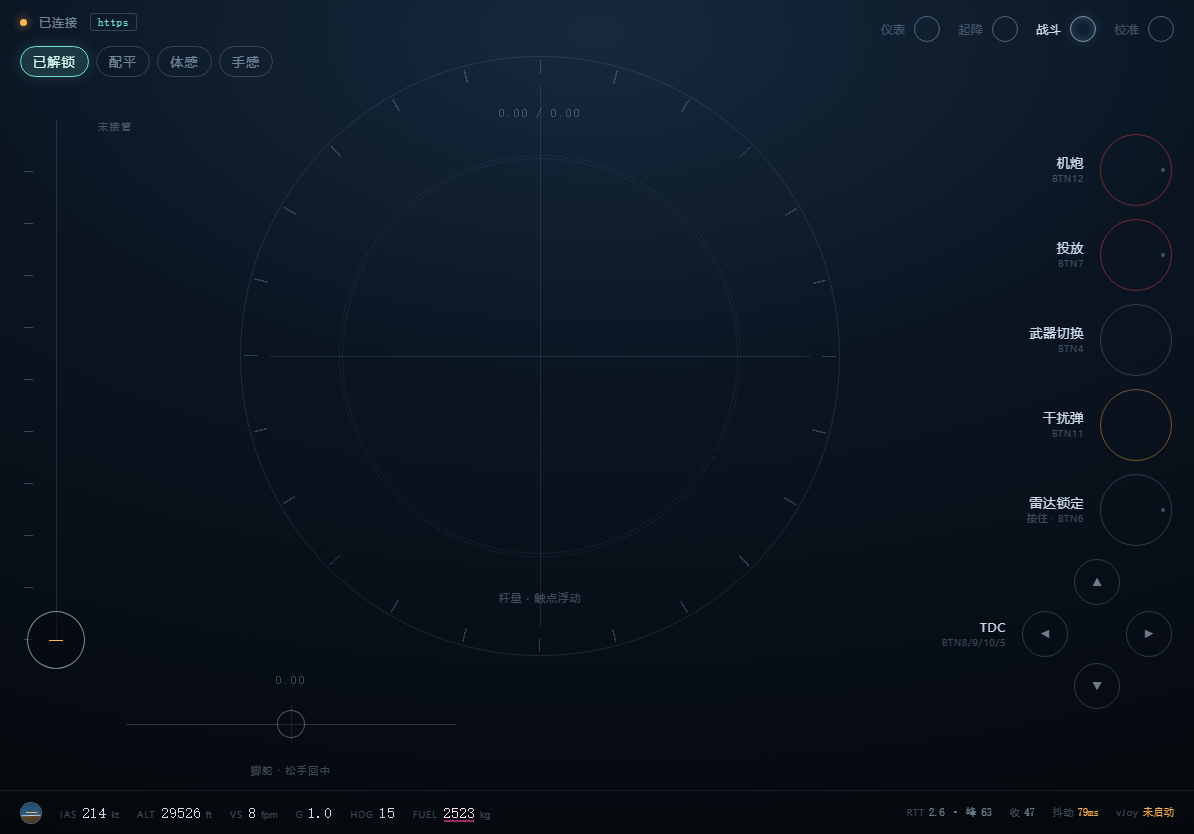 已连接 https
仪表 起降 战斗 校准
已解锁 配平 体感 手感
0.00 / 0.00
未接管
机炮
BTN12
投放
BTN7
武器切换
BTN4
干扰弹
BTN11
雷达锁定
按住 · BTN6
杆量 · 触点浮动
▲
TDC
BTN8/9/10/5
◀ ▶
▼
0.00
脚舵 · 松手回中
IAS 214 kt ALT 29526 ft VS 8 fpm G 1.0 HDG 15 FUEL 2523 kg
RTT 2.6 · 峰 63 收 47 抖动 79ms vJoy 未启动